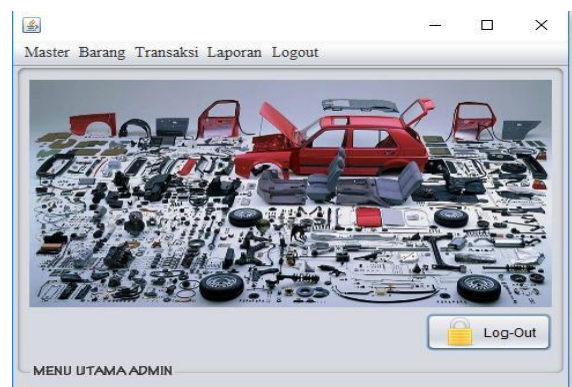 Master Barang Transaksi Laporan Logout
Log-Out
MENU UTAMA ADMIN